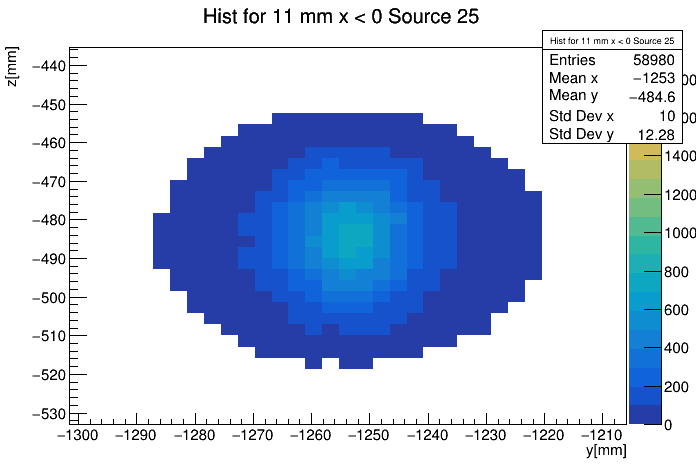 Hist for 11 mm x < 0 Source 25
Hist for 11 mm x < 0 Source 25
Entries 58980
Mean x −1253
Mean y −484.6
Std Dev x 10
Std Dev y 12.28
z[mm]
−440
−450
−460
−470
−480
−490
−500
−510
−520
−530
1400
1200
1000
800
600
400
200
0
−1300 −1290 −1280 −1270 −1260 −1250 −1240 −1230 −1220 −1210
y[mm]